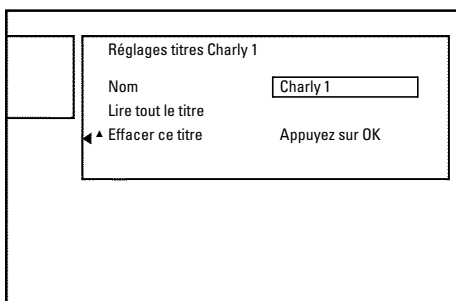 Réglages titres Charly 1
Nom Charly 1
Lire tout le titre
Effacer ce titre Appuyez sur OK